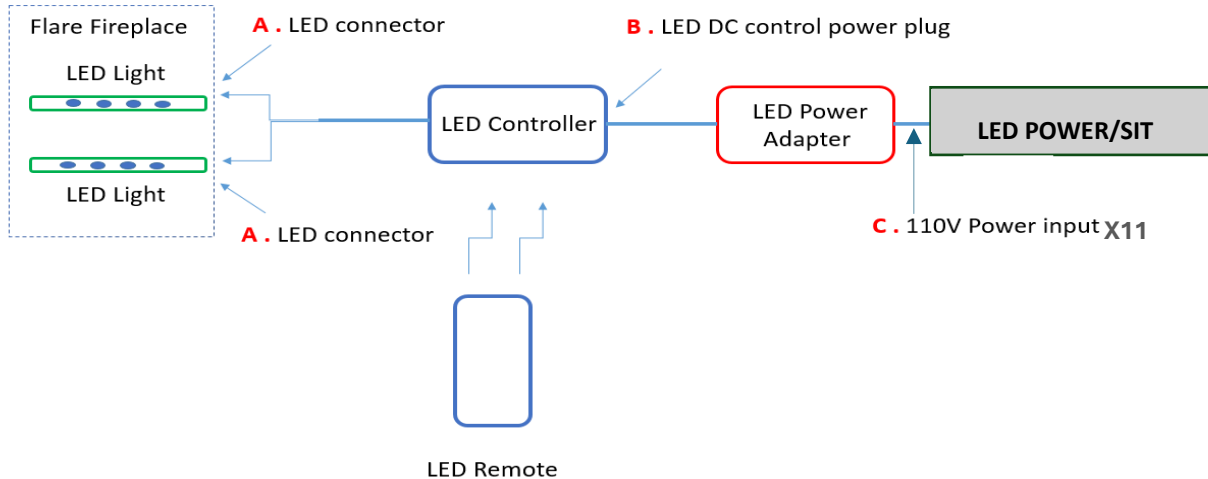 Flare Fireplace
A . LED connector
B . LED DC control power plug
LED Light
LED Controller
LED Power
Adapter
LED POWER/SIT
LED Light
A . LED connector
C . 110V Power input X11
LED Remote